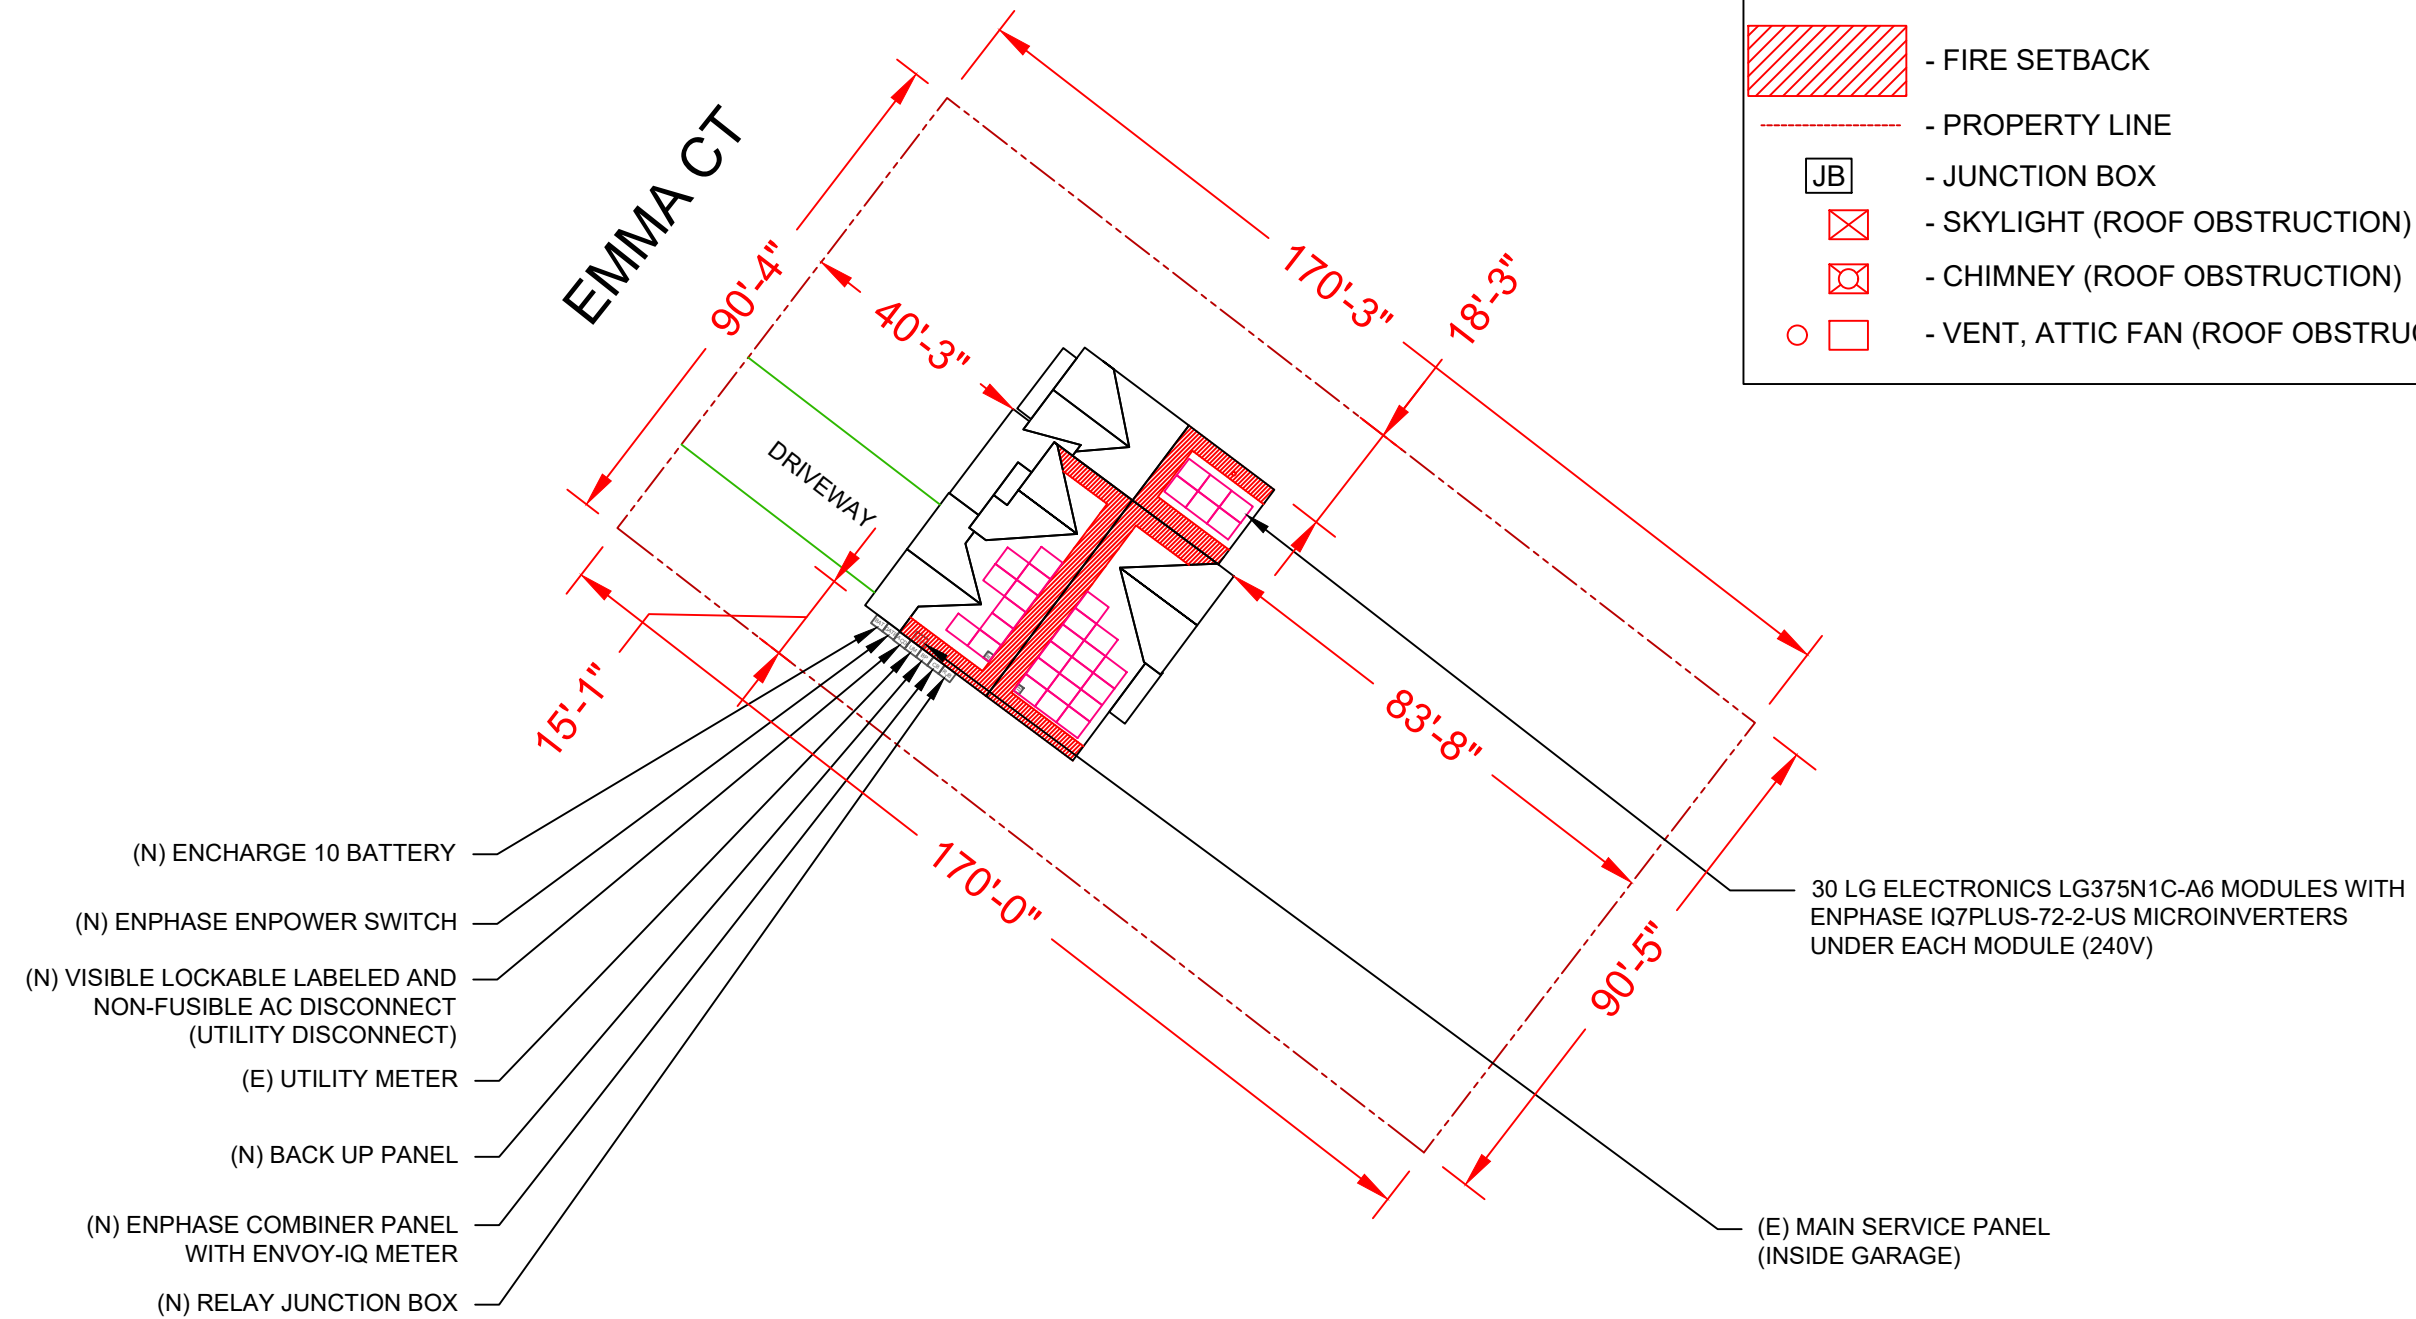 - FIRE SETBACK
- PROPERTY LINE
JB
- JUNCTION BOX
- SKYLIGHT (ROOF OBSTRUCTION)
- CHIMNEY (ROOF OBSTRUCTION)
- VENT, ATTIC FAN (ROOF OBSTRUC
EMMA CT
90'-4"
40'-3"
170'-3"
18'-3"
DRIVEWAY
15'-1"
83'-8"
170'-0"
90'-5"
(N) ENCHARGE 10 BATTERY
(N) ENPHASE ENPOWER SWITCH
(N) VISIBLE LOCKABLE LABELED AND
NON-FUSIBLE AC DISCONNECT
(UTILITY DISCONNECT)
(E) UTILITY METER
(N) BACK UP PANEL
(N) ENPHASE COMBINER PANEL
WITH ENVOY-IQ METER
(N) RELAY JUNCTION BOX
30 LG ELECTRONICS LG375N1C-A6 MODULES WITH
ENPHASE IQ7PLUS-72-2-US MICROINVERTERS
UNDER EACH MODULE (240V)
(E) MAIN SERVICE PANEL
(INSIDE GARAGE)